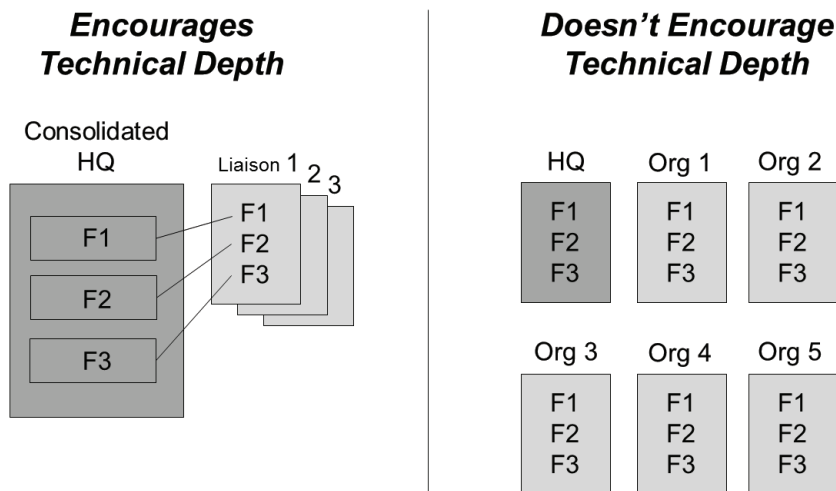 Encourages
Technical Depth
Consolidated
HQ
Liaison 1
2
3
F1
F2
F3
F1
F2
F3
Doesn't Encourage
Technical Depth
HQ
Org 1
Org 2
F1
F1
F1
F2
F2
F2
F3
F3
F3
Org 3
Org 4
Org 5
F1
F1
F1
F2
F2
F2
F3
F3
F3